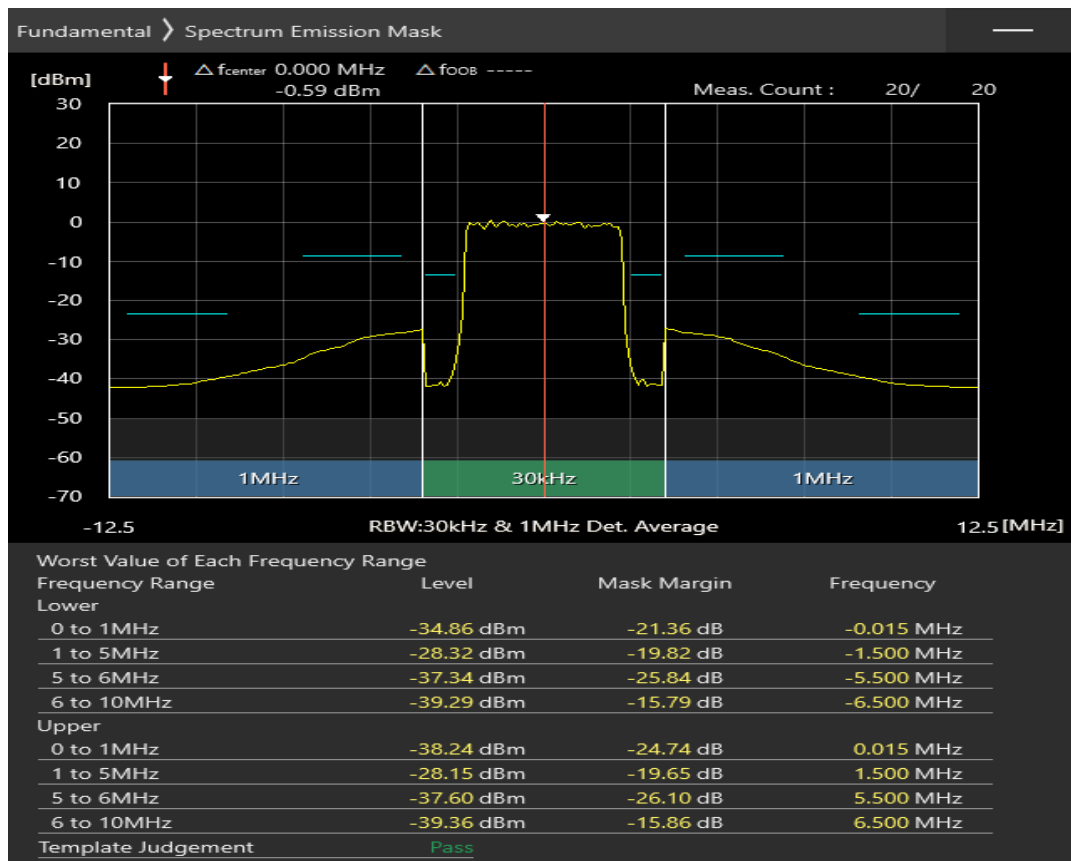 Fundamental ❯ Spectrum Emission Mask
[dBm] △ fcenter 0.000 MHz △ fOOB -----
-0.59 dBm Meas. Count : 20/ 20
30
20
10
0
-10
-20
-30
-40
-50
-60
1MHz 30kHz 1MHz
-70
-12.5 RBW:30kHz & 1MHz Det. Average 12.5 [MHz]
Worst Value of Each Frequency Range
Frequency Range Level Mask Margin Frequency
Lower
0 to 1MHz -34.86 dBm -21.36 dB -0.015 MHz
1 to 5MHz -28.32 dBm -19.82 dB -1.500 MHz
5 to 6MHz -37.34 dBm -25.84 dB -5.500 MHz
6 to 10MHz -39.29 dBm -15.79 dB -6.500 MHz
Upper
0 to 1MHz -38.24 dBm -24.74 dB 0.015 MHz
1 to 5MHz -28.15 dBm -19.65 dB 1.500 MHz
5 to 6MHz -37.60 dBm -26.10 dB 5.500 MHz
6 to 10MHz -39.36 dBm -15.86 dB 6.500 MHz
Template Judgement Pass